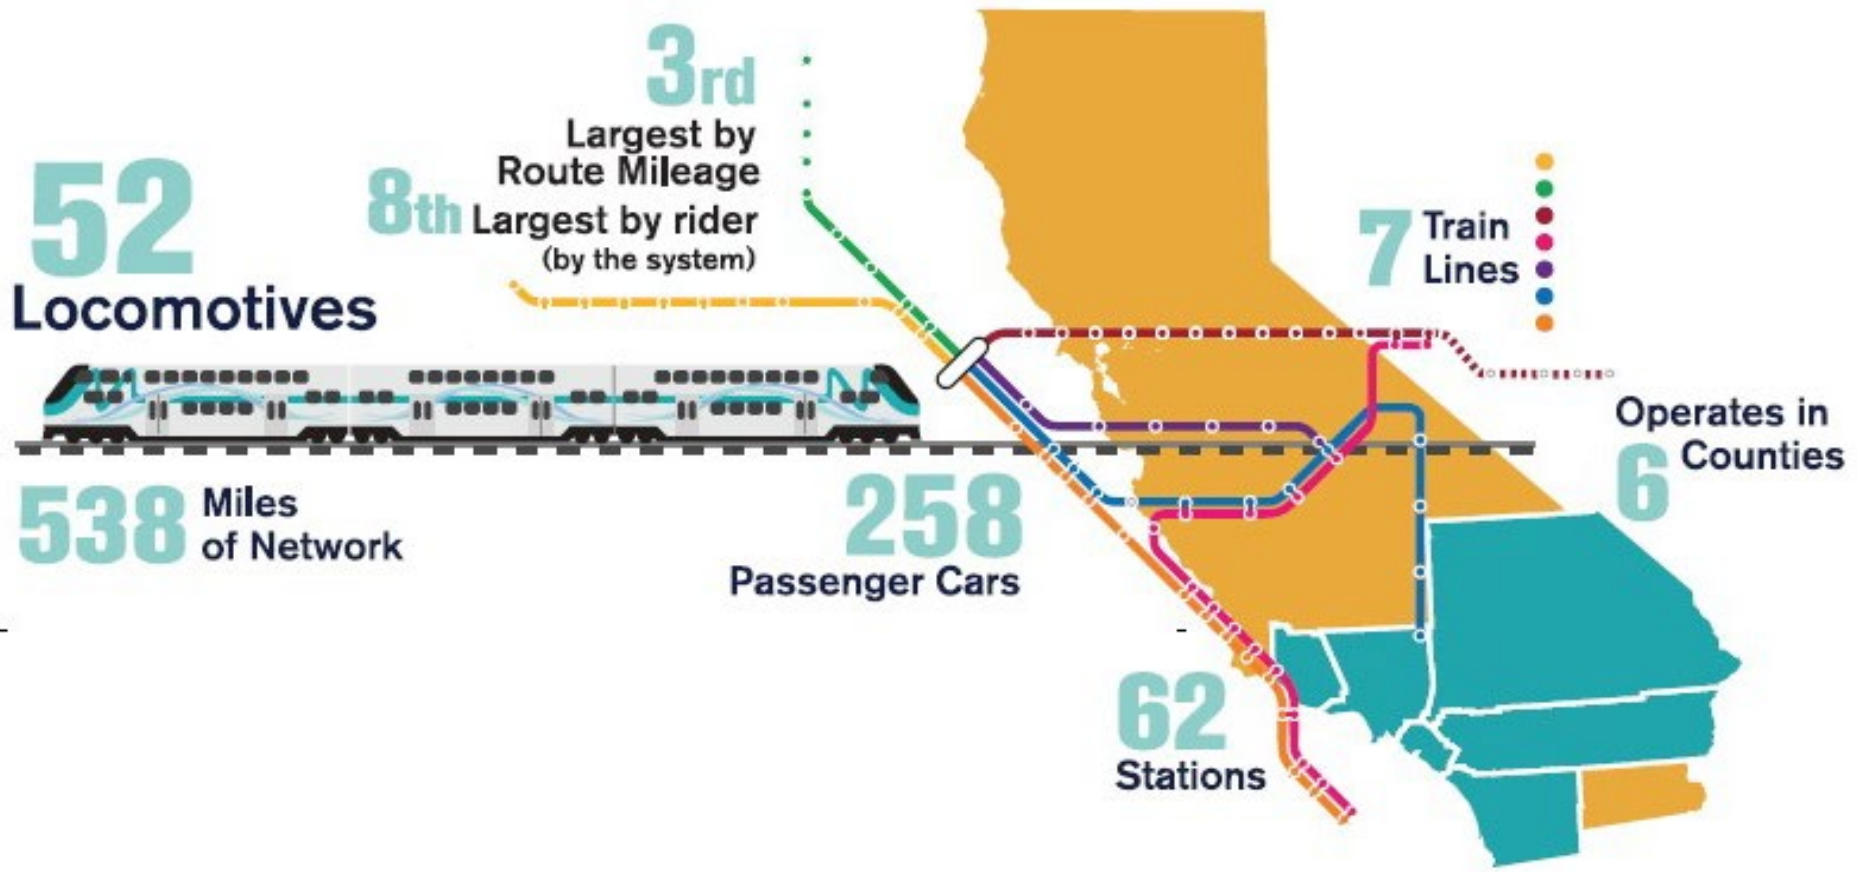 3rd
Largest by
Route Mileage
8th Largest by rider
(by the system)
52
Locomotives
7 Train
Lines
Operates in
6 Counties
538 Miles
of Network
258
Passenger Cars
62
Stations